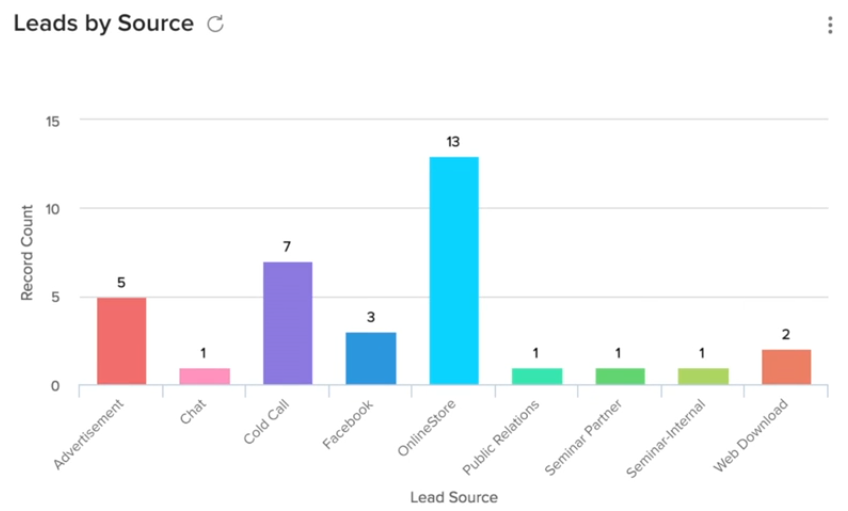 Leads by Source
Record Count
15
10
5
0
5
1
7
3
13
1
1
1
2
Advertisement
Chat
Cold Call
Facebook
OnlineStore
Public Relations
Seminar Partner
Seminar-Internal
Web Download
Lead Source